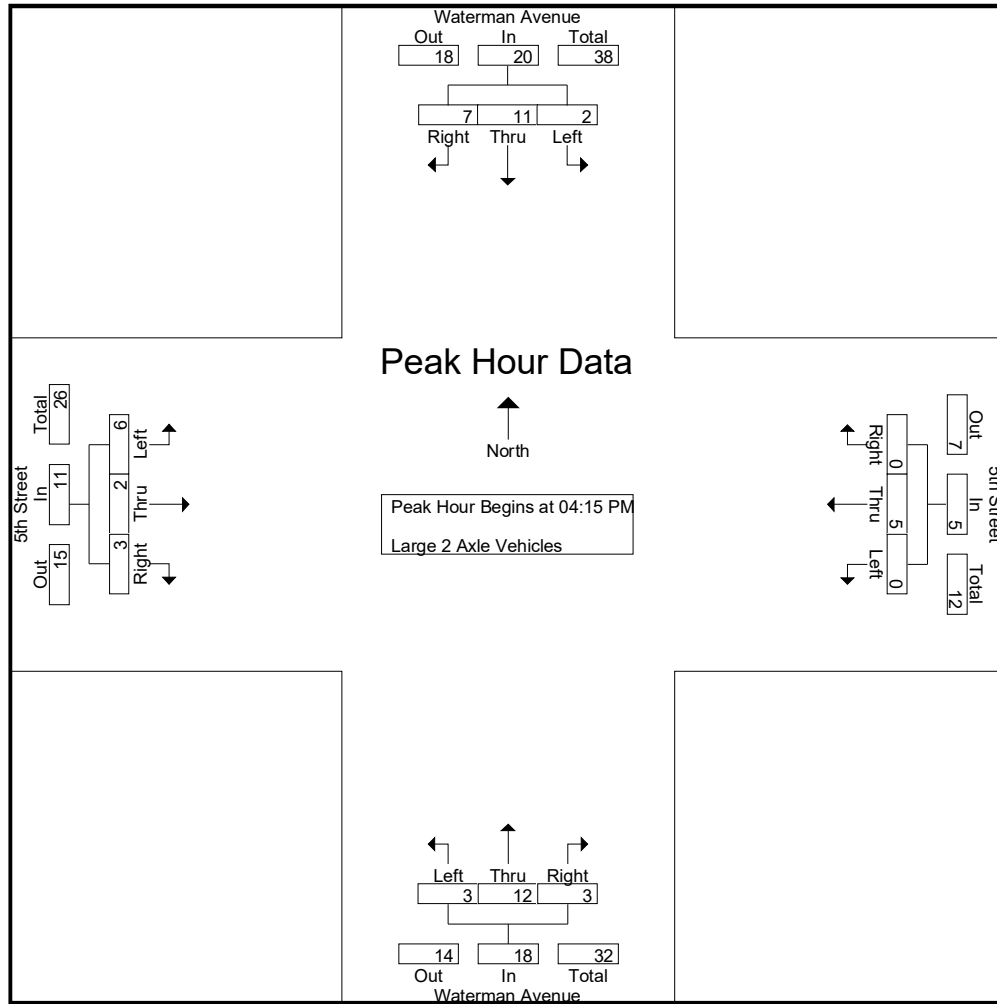 Waterman Avenue
Out In Total
18 20 38
7 11 2
Right Thru Left
Peak Hour Data
North
Peak Hour Begins at 04:15 PM
Large 2 Axle Vehicles
5th Street
Total In Out
26 11 15
6 2 3
Left Thru Right
Right Thru Left
0 5 0
7 5 12
Out In Total
5th Street
Left Thru Right
3 12 3
14 18 32
Out In Total
Waterman Avenue